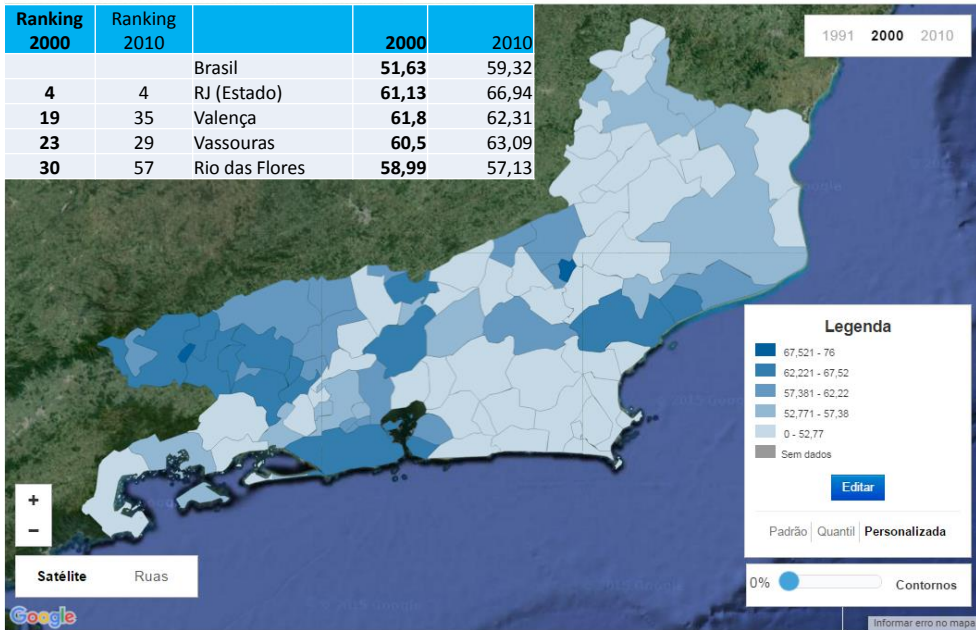 Ranking 2000 Ranking 2010 2000 2010
Brasil 51,63 59,32
4 4 RJ (Estado) 61,13 66,94
19 35 Valença 61,8 62,31
23 29 Vassouras 60,5 63,09
30 57 Rio das Flores 58,99 57,13
1991 2000 2010
Legenda
67,521 - 76
62,221 - 67,52
57,381 - 62,22
52,771 - 57,38
0 - 52,77
Sem dados
Editar
Padrão Quantil Personalizada
0% Contornos
+
−
Satélite Ruas
Google
Informar erro no mapa